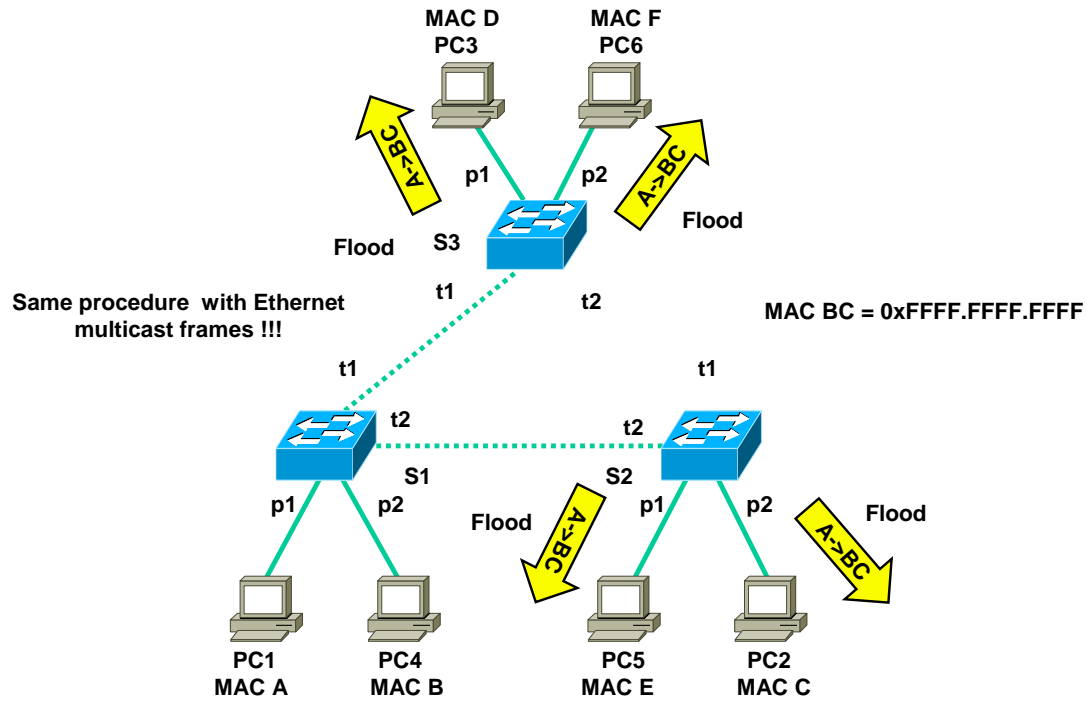 MAC D
PC3
MAC F
PC6
A->BC
A->BC
p1
p2
Flood
S3
Flood
t1
t2
Same procedure with Ethernet
multicast frames !!!
MAC BC = 0xFFFF.FFFF.FFFF
t1
t1
t2
t2
S1
S2
p1
p2
p1
p2
Flood
A->BC
A->BC
Flood
PC1
MAC A
PC4
MAC B
PC5
MAC E
PC2
MAC C